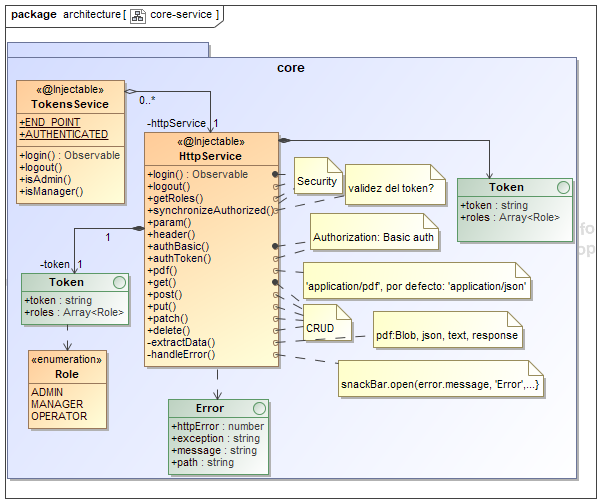 package architecture [ core-service ]
core
«@Injectable»
TokensSevice
+END_POINT
+AUTHENTICATED
+login() : Observable
+logout()
+isAdmin()
+isManager()
0..*
-httpService
1
«@Injectable»
HttpService
+login() : Observable
+logout()
+getRoles()
+synchronizeAuthorized()
+param()
+header()
+authBasic()
+authToken()
+pdf()
+get()
+post()
+put()
+patch()
+delete()
-extractData()
-handleError()
Security
validez del token?
Authorization: Basic auth
'application/pdf', por defecto: 'application/json'
CRUD
pdf:Blob, json, text, response
snackBar.open(error.message, 'Error',...}
Token
+token : string
+roles : Array<Role>
1
-token
1
Token
+token : string
+roles : Array<Role>
«enumeration»
Role
ADMIN
MANAGER
OPERATOR
Error
+httpError : number
+exception : string
+message : string
+path : string